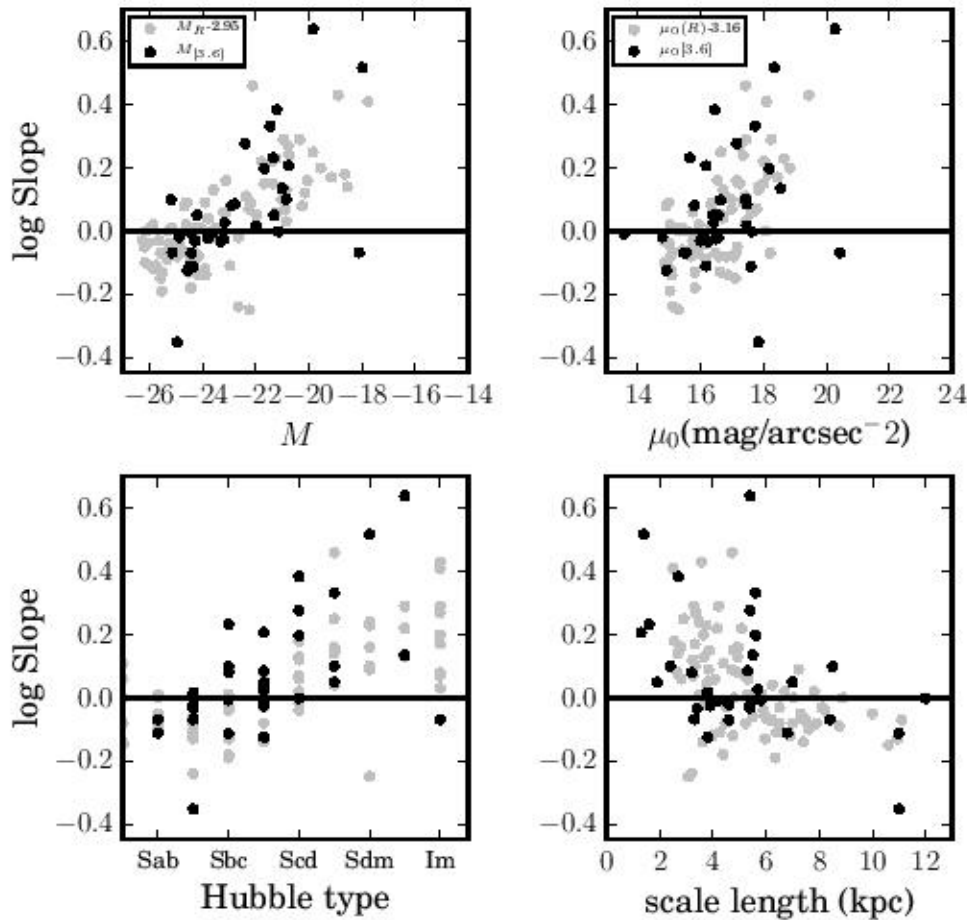 M_R-2.95
M_[3.6]
0.6
0.4
0.2
0.0
−0.2
−0.4
log Slope
−26 −24 −22 −20 −18 −16 −14
M
μ_0(R)-3.16
μ_0[3.6]
0.6
0.4
0.2
0.0
−0.2
−0.4
14 16 18 20 22 24
μ_0(mag/arcsec^−2)
0.6
0.4
0.2
0.0
−0.2
−0.4
log Slope
Sab Sbc Scd Sdm Im
Hubble type
0.6
0.4
0.2
0.0
−0.2
−0.4
0 2 4 6 8 10 12
scale length (kpc)